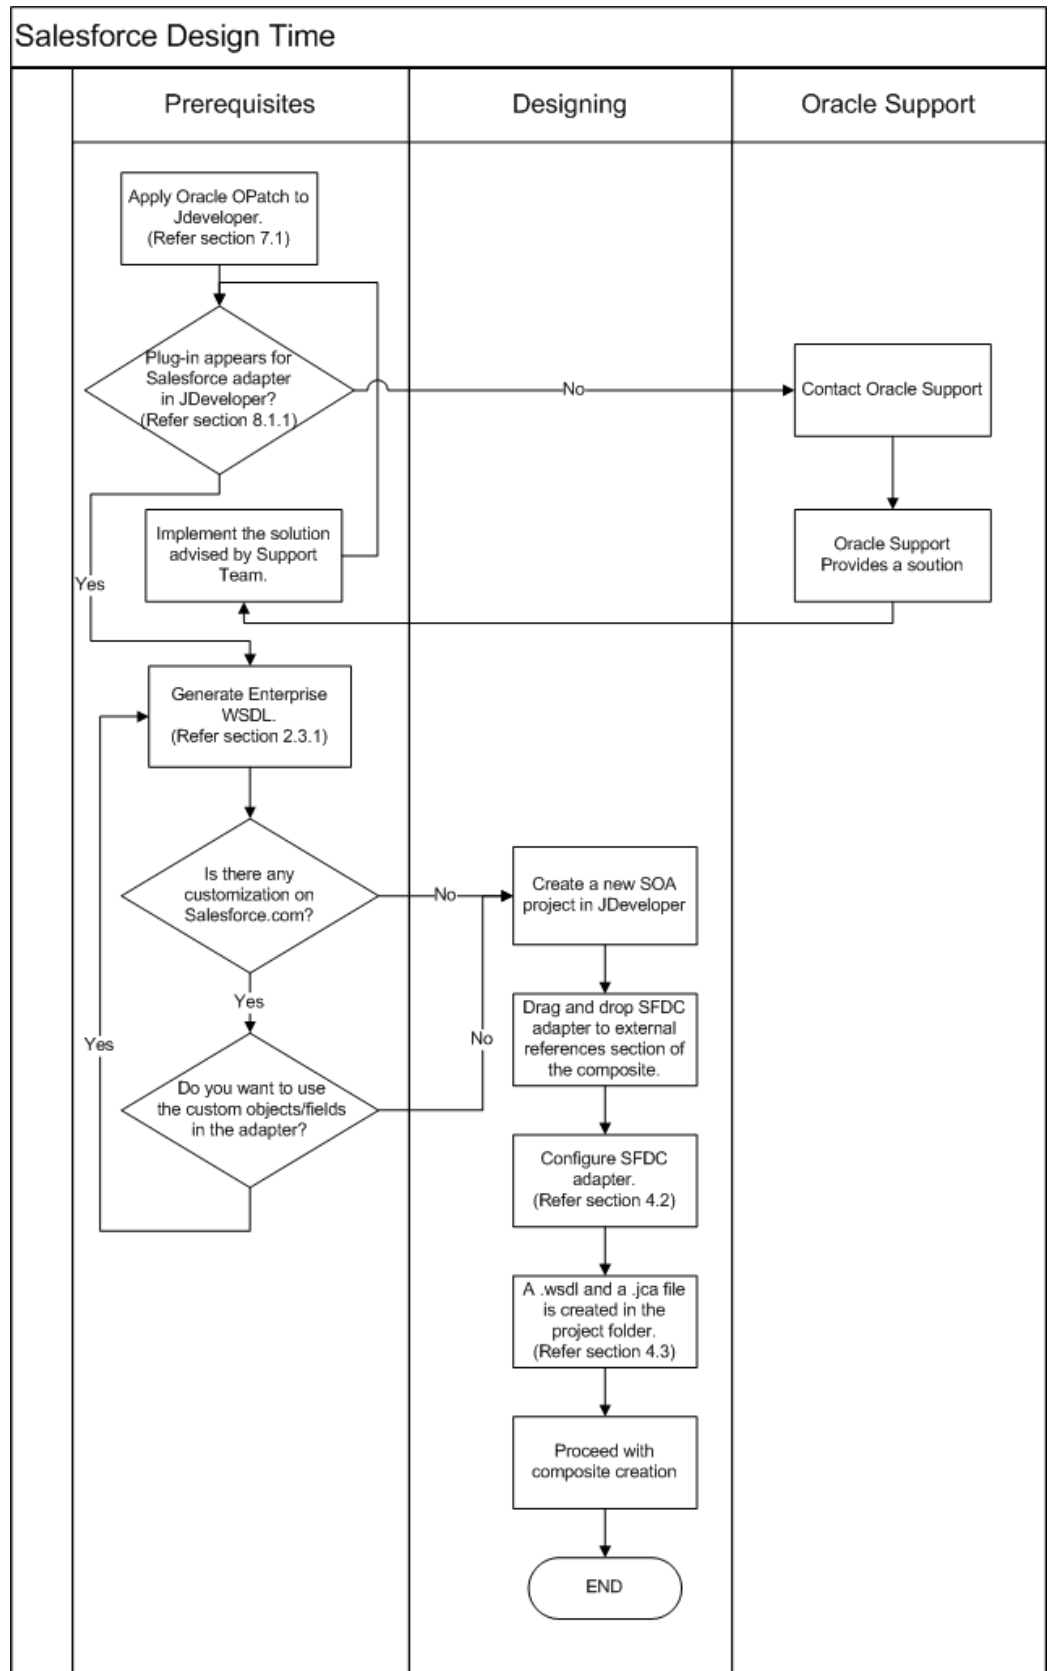 Salesforce Design Time
Prerequisites
Designing
Oracle Support
Apply Oracle OPatch to
Jdeveloper.
(Refer section 7.1)
Plug-in appears for
Salesforce adapter
in JDeveloper?
(Refer section 8.1.1)
No
Contact Oracle Support
Implement the solution
advised by Support
Team.
Oracle Support
Provides a soution
Yes
Generate Enterprise
WSDL.
(Refer section 2.3.1)
Is there any
customization on
Salesforce.com?
No
Create a new SOA
project in JDeveloper
Yes
Drag and drop SFDC
adapter to external
references section of
the composite.
Yes
No
Do you want to use
the custom objects/fields
in the adapter?
Configure SFDC
adapter.
(Refer section 4.2)
A .wsdl and a .jca file
is created in the
project folder.
(Refer section 4.3)
Proceed with
composite creation
END